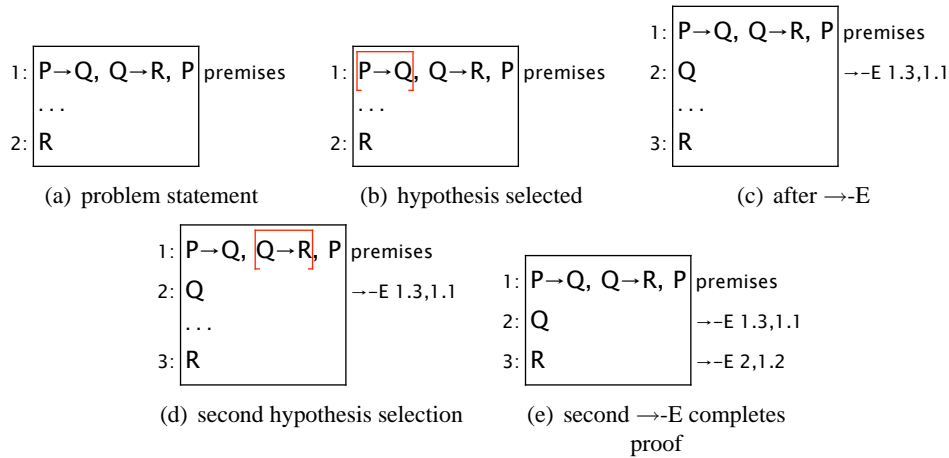 1: P→Q, Q→R, P premises
. . .
2: R
(a) problem statement
1: P→Q, Q→R, P premises
. . .
2: R
(b) hypothesis selected
1: P→Q, Q→R, P premises
2: Q →-E 1.3,1.1
. . .
3: R
(c) after →-E
1: P→Q, Q→R, P premises
2: Q →-E 1.3,1.1
. . .
3: R
(d) second hypothesis selection
1: P→Q, Q→R, P premises
2: Q →-E 1.3,1.1
3: R →-E 2,1.2
(e) second →-E completes
proof